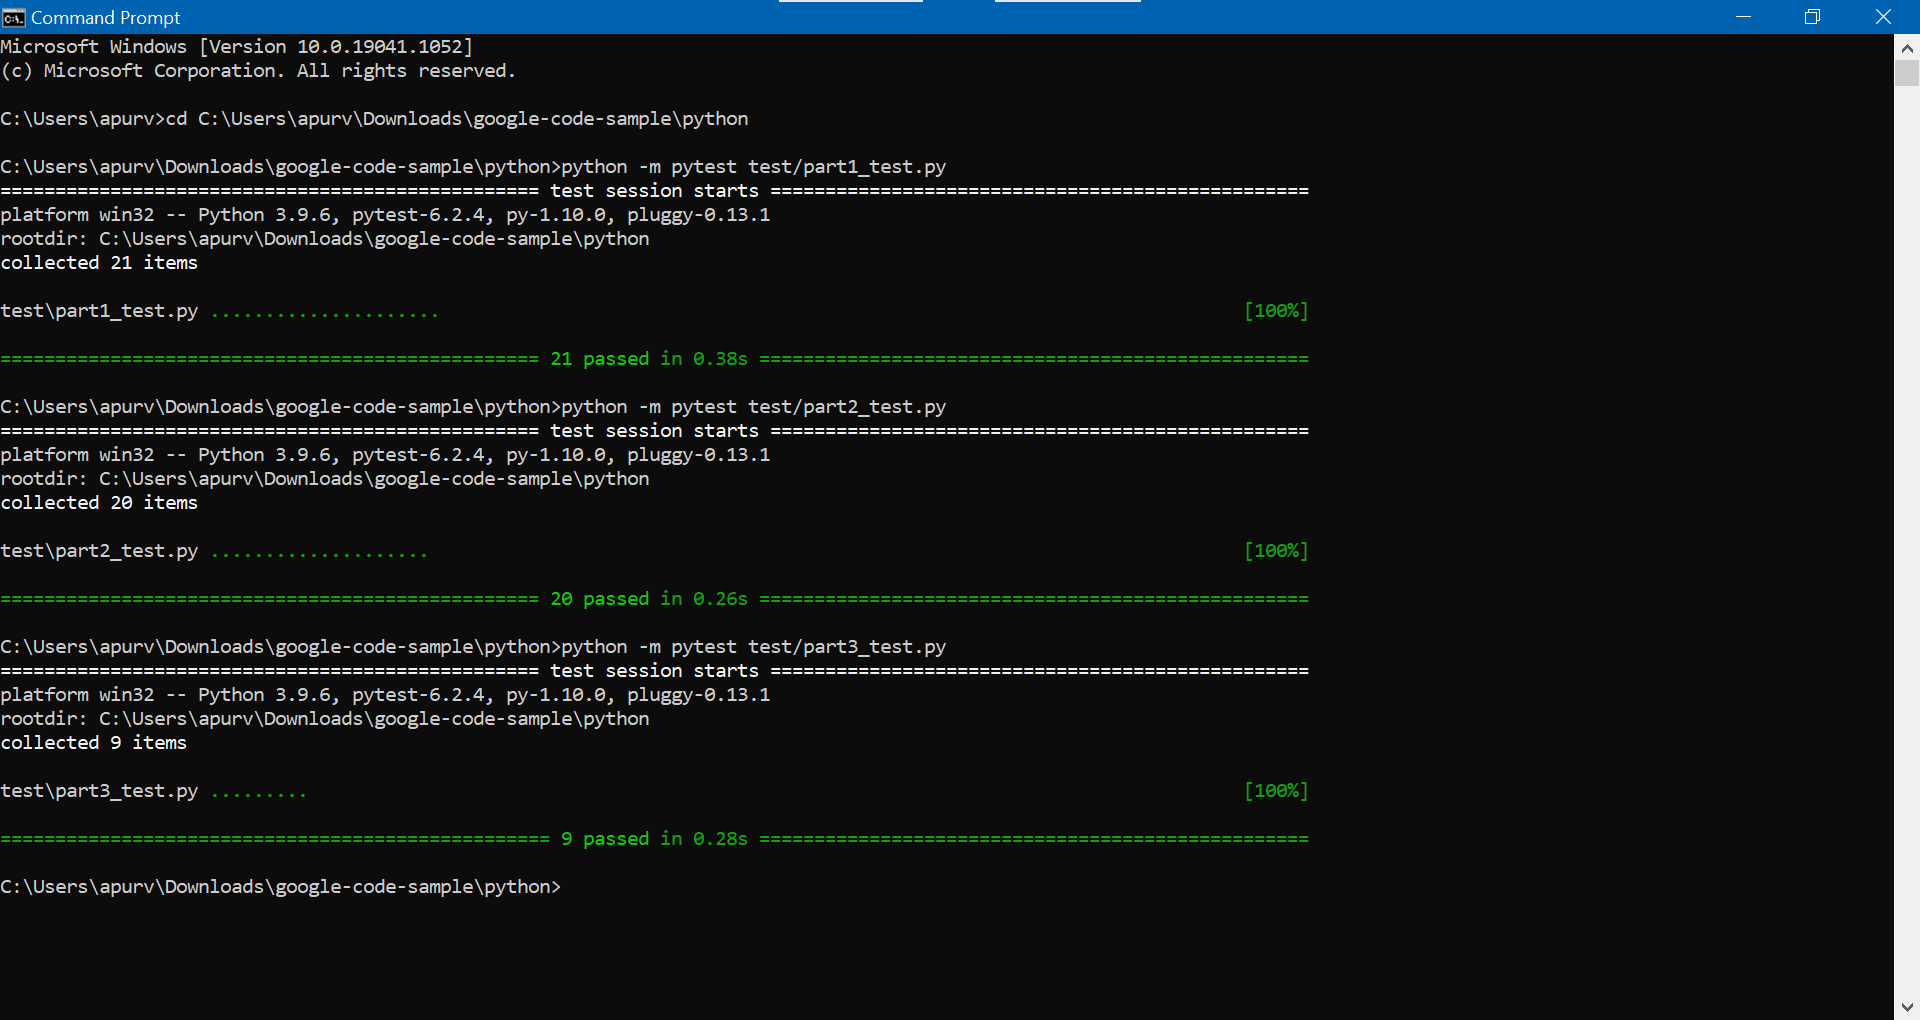 Command Prompt
Microsoft Windows [Version 10.0.19041.1052]
(c) Microsoft Corporation. All rights reserved.
C:\Users\apurv>cd C:\Users\apurv\Downloads\google-code-sample\python
C:\Users\apurv\Downloads\google-code-sample\python>python -m pytest test/part1_test.py
================================================= test session starts =================================================
platform win32 -- Python 3.9.6, pytest-6.2.4, py-1.10.0, pluggy-0.13.1
rootdir: C:\Users\apurv\Downloads\google-code-sample\python
collected 21 items
test\part1_test.py ..................... [100%]
================================================= 21 passed in 0.38s ==================================================
C:\Users\apurv\Downloads\google-code-sample\python>python -m pytest test/part2_test.py
================================================= test session starts =================================================
platform win32 -- Python 3.9.6, pytest-6.2.4, py-1.10.0, pluggy-0.13.1
rootdir: C:\Users\apurv\Downloads\google-code-sample\python
collected 20 items
test\part2_test.py .................... [100%]
================================================= 20 passed in 0.26s ==================================================
C:\Users\apurv\Downloads\google-code-sample\python>python -m pytest test/part3_test.py
================================================= test session starts =================================================
platform win32 -- Python 3.9.6, pytest-6.2.4, py-1.10.0, pluggy-0.13.1
rootdir: C:\Users\apurv\Downloads\google-code-sample\python
collected 9 items
test\part3_test.py ......... [100%]
================================================== 9 passed in 0.28s ==================================================
C:\Users\apurv\Downloads\google-code-sample\python>